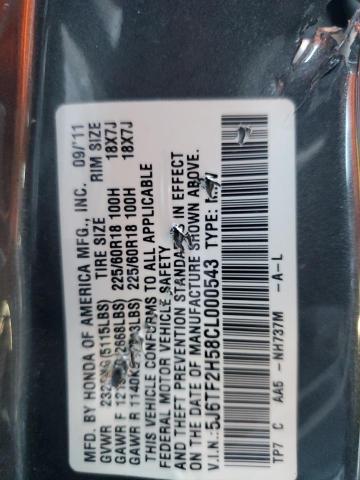 MFD. BY HONDA OF AMERICA MFG., INC. 09/'11
GVWR (5115LBS) TIRE SIZE RIM SIZE
GAWR F 2668LBS) 225/60R18 100H 18X7J
GAWR R 1140K LBS) 225/60R18 100H 18X7J
THIS VEHICLE CONFORMS TO ALL APPLICABLE
FEDERAL MOTOR VEHICLE SAFETY
AND THEFT PREVENTION STANDARDS IN EFFECT
ON THE DATE OF MANUFACTURE SHOWN ABOVE.
V.I.N.:5J6TF2H58CL000543 TYPE:
TP7 C AA5 -NH737M -A-L